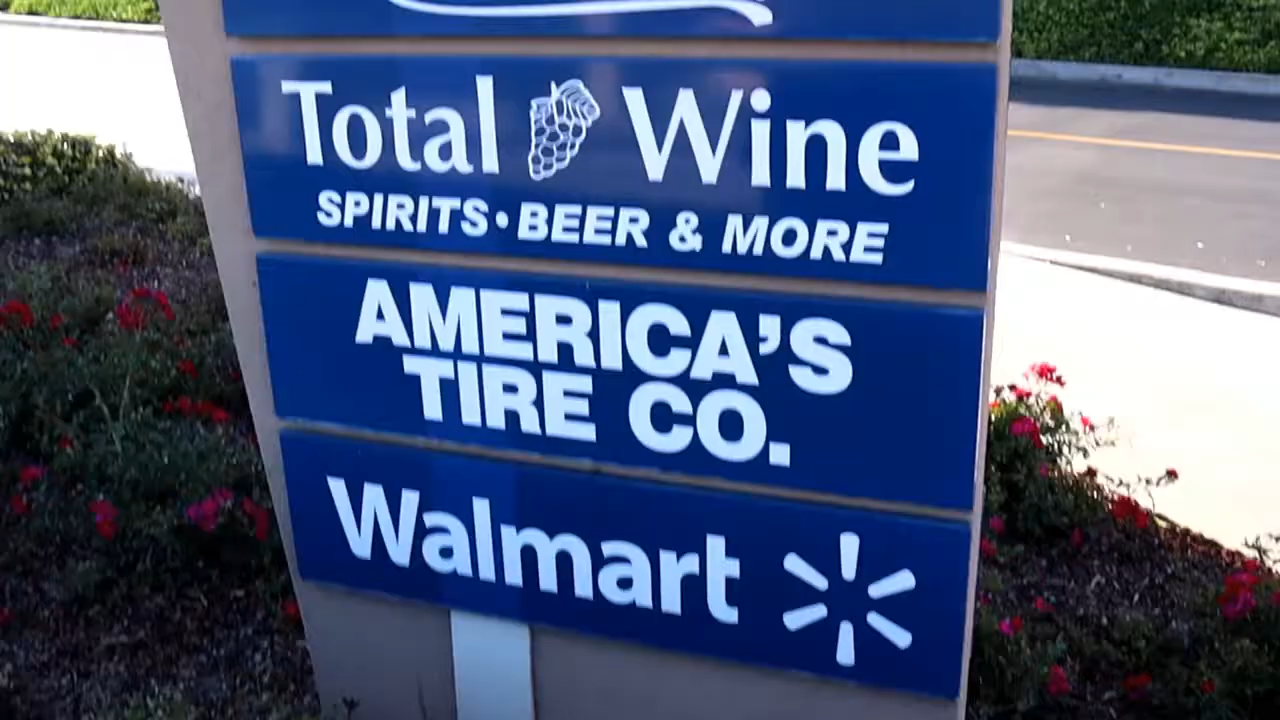 Total Wine
SPIRITS • BEER & MORE
AMERICA'S
TIRE CO.
Walmart